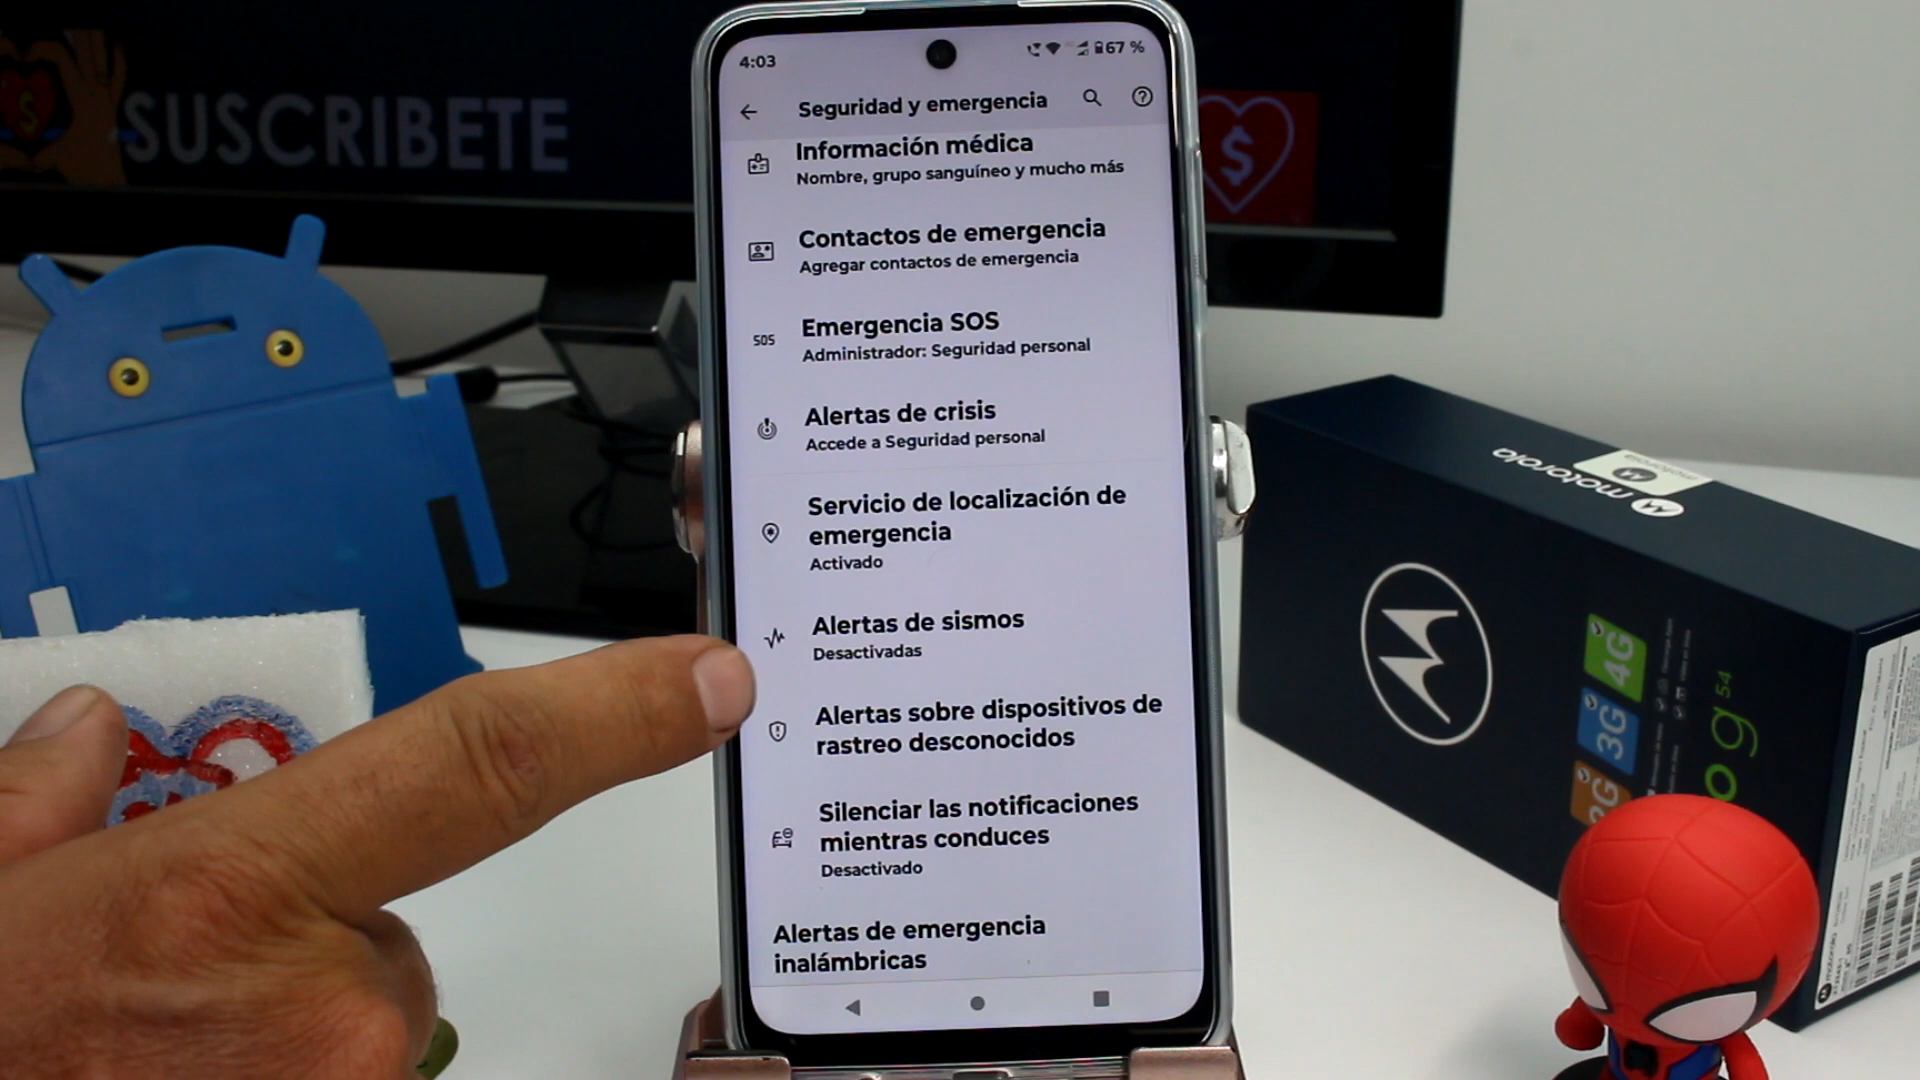 SUSCRIBETE
$
$
4:03
67 %
Seguridad y emergencia
Información médica
Nombre, grupo sanguíneo y mucho más
Contactos de emergencia
Agregar contactos de emergencia
SOS
Emergencia SOS
Administrador: Seguridad personal
Alertas de crisis
Accede a Seguridad personal
Servicio de localización de
emergencia
Activado
Alertas de sismos
Desactivadas
Alertas sobre dispositivos de
rastreo desconocidos
Silenciar las notificaciones
mientras conduces
Desactivado
Alertas de emergencia
inalámbricas
motorola
2G 3G 4G
g54
motorola